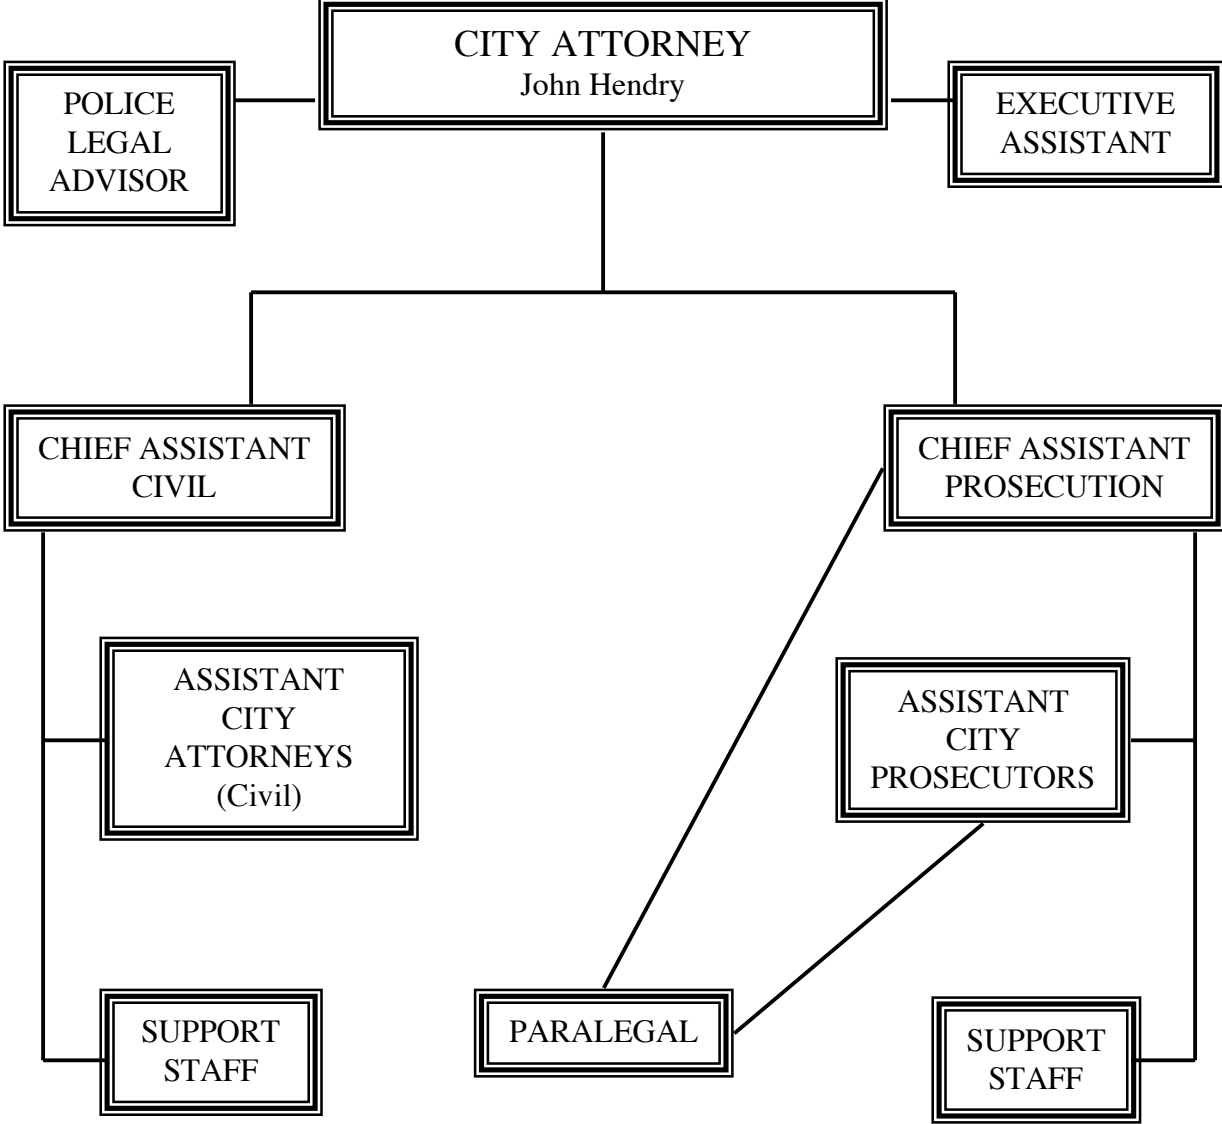 CITY ATTORNEY
John Hendry
POLICE
LEGAL
ADVISOR
EXECUTIVE
ASSISTANT
CHIEF ASSISTANT
CIVIL
CHIEF ASSISTANT
PROSECUTION
ASSISTANT
CITY
ATTORNEYS
(Civil)
ASSISTANT
CITY
PROSECUTORS
SUPPORT
STAFF
PARALEGAL
SUPPORT
STAFF